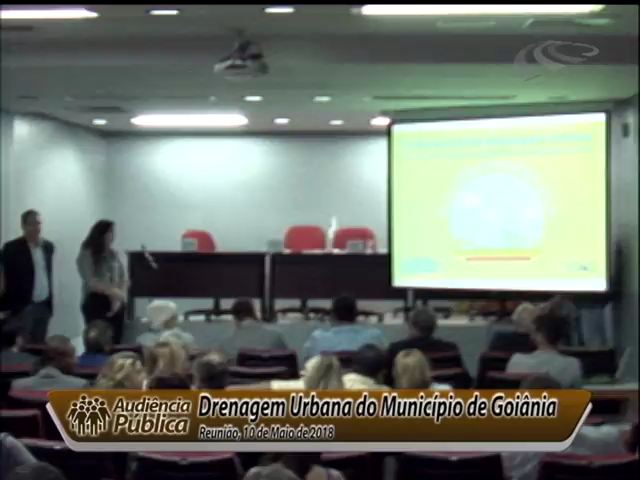 Audiência
Pública
Drenagem Urbana do Município de Goiânia
Reunião, 10 de Maio de 2018